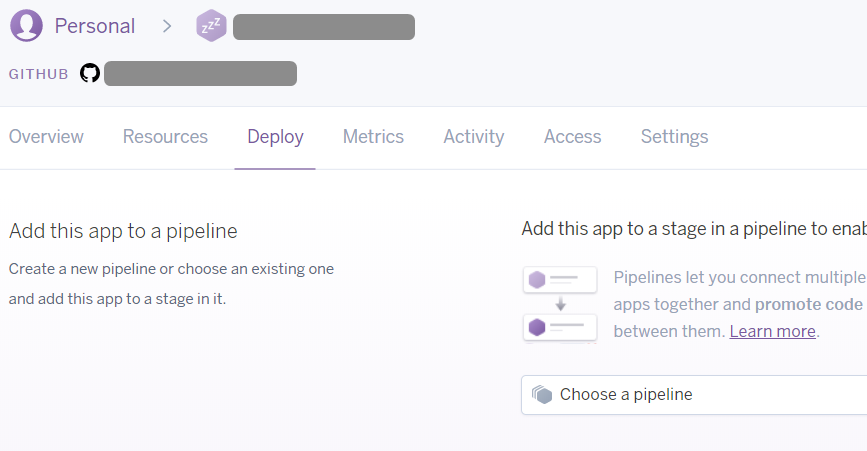 Personal
zzz
GITHUB
Overview Resources Deploy Metrics Activity Access Settings
Add this app to a pipeline
Create a new pipeline or choose an existing one
and add this app to a stage in it.
Add this app to a stage in a pipeline to enab
Pipelines let you connect multiple
apps together and promote code
between them. Learn more.
Choose a pipeline